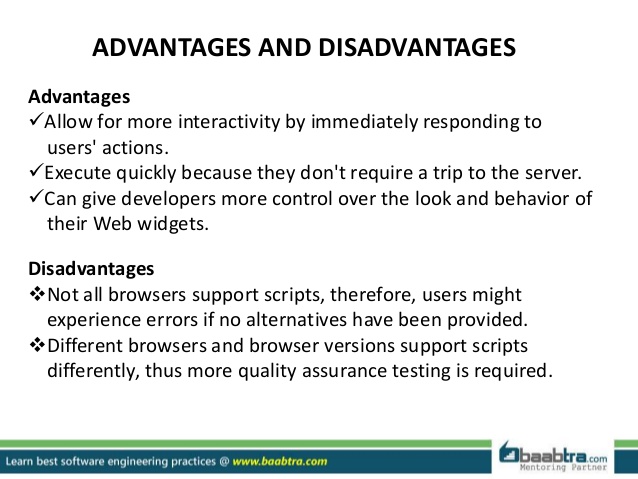 ADVANTAGES AND DISADVANTAGES
Advantages
✓Allow for more interactivity by immediately responding to
users' actions.
✓Execute quickly because they don't require a trip to the server.
✓Can give developers more control over the look and behavior of
their Web widgets.
Disadvantages
❖Not all browsers support scripts, therefore, users might
experience errors if no alternatives have been provided.
❖Different browsers and browser versions support scripts
differently, thus more quality assurance testing is required.
Learn best software engineering practices @ www.baabtra.com
baabtra.com
Mentoring Partner